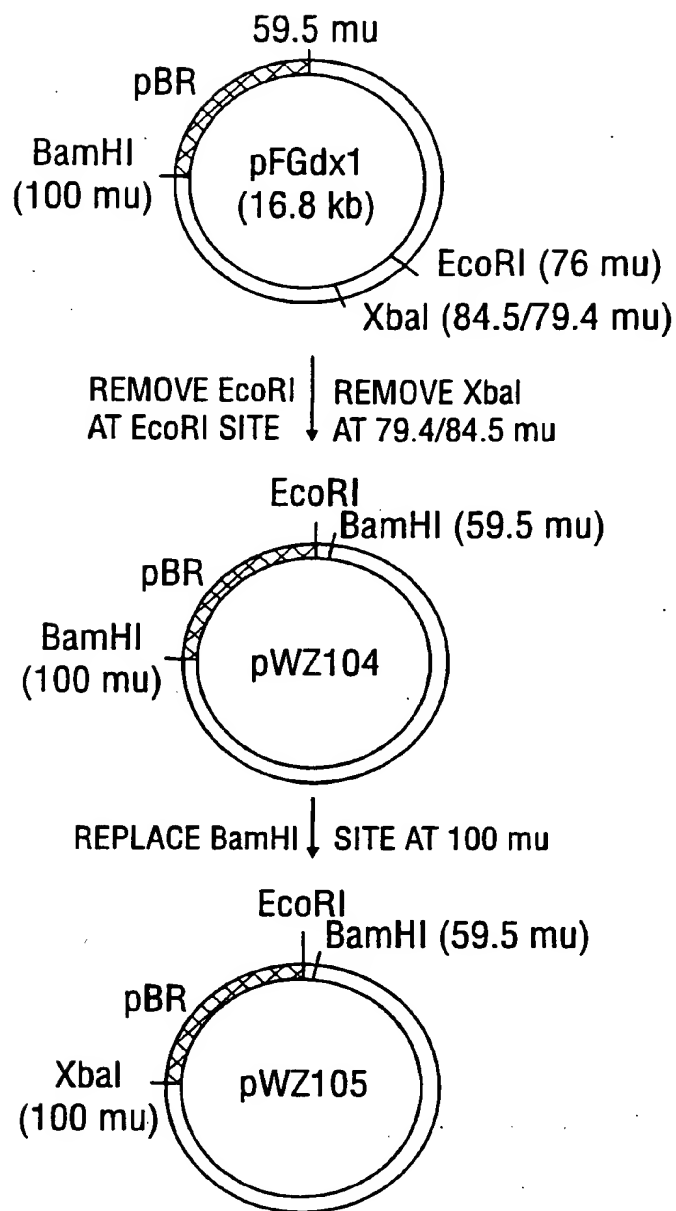 59.5 mu
pBR
BamHI
(100 mu)
pFGdx1
(16.8 kb)
EcoRI (76 mu)
XbaI (84.5/79.4 mu)
REMOVE EcoRI
AT EcoRI SITE
REMOVE XbaI
AT 79.4/84.5 mu
EcoRI
BamHI (59.5 mu)
pBR
BamHI
(100 mu)
pWZ104
REPLACE BamHI SITE AT 100 mu
EcoRI
BamHI (59.5 mu)
pBR
XbaI
(100 mu)
pWZ105